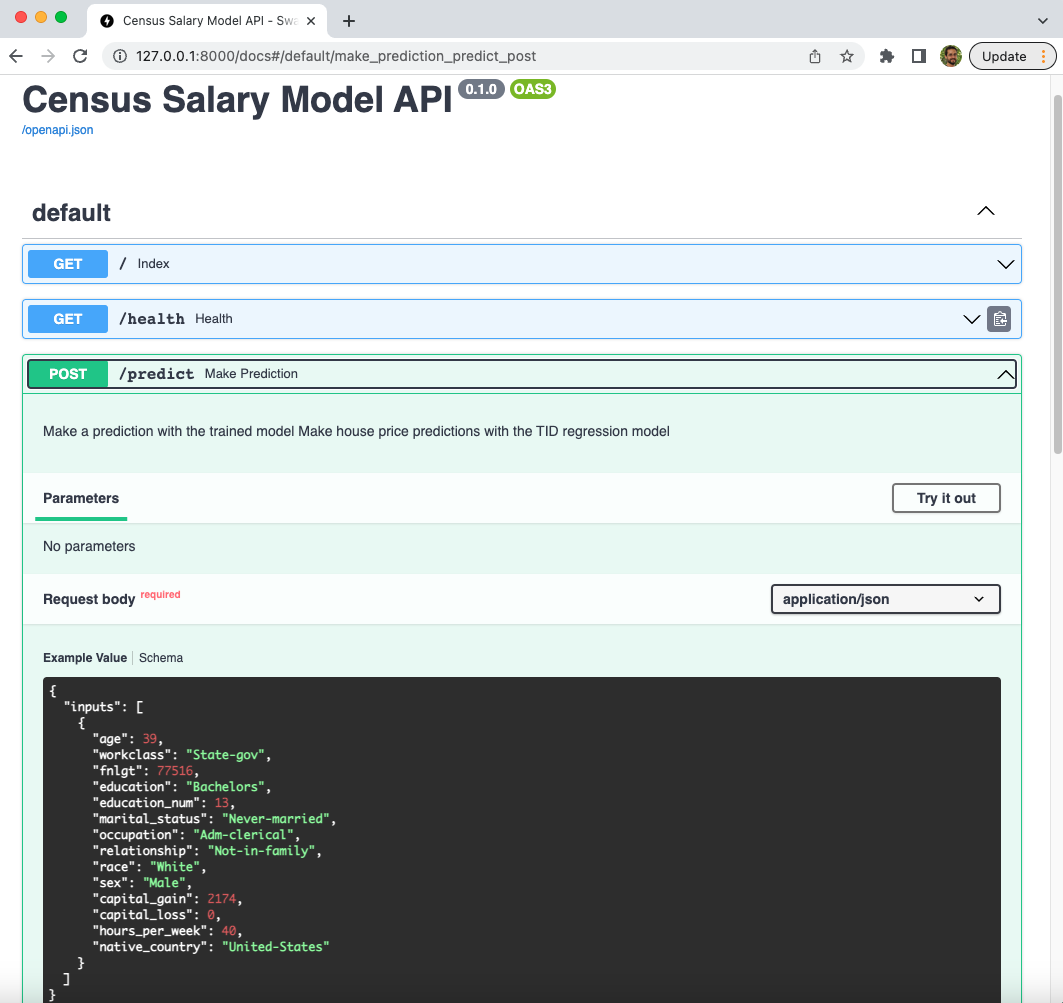 Census Salary Model API - Swa
Update
127.0.0.1:8000/docs#/default/make_prediction_predict_post
Census Salary Model API 0.1.0 OAS3
/openapi.json
default
GET / Index
GET /health Health
POST /predict Make Prediction
Make a prediction with the trained model Make house price predictions with the TID regression model
Parameters
Try it out
No parameters
Request body required
application/json
Example Value Schema
{
"inputs": [
{
"age": 39,
"workclass": "State-gov",
"fnlgt": 77516,
"education": "Bachelors",
"education_num": 13,
"marital_status": "Never-married",
"occupation": "Adm-clerical",
"relationship": "Not-in-family",
"race": "White",
"sex": "Male",
"capital_gain": 2174,
"capital_loss": 0,
"hours_per_week": 40,
"native_country": "United-States"
}
]
}